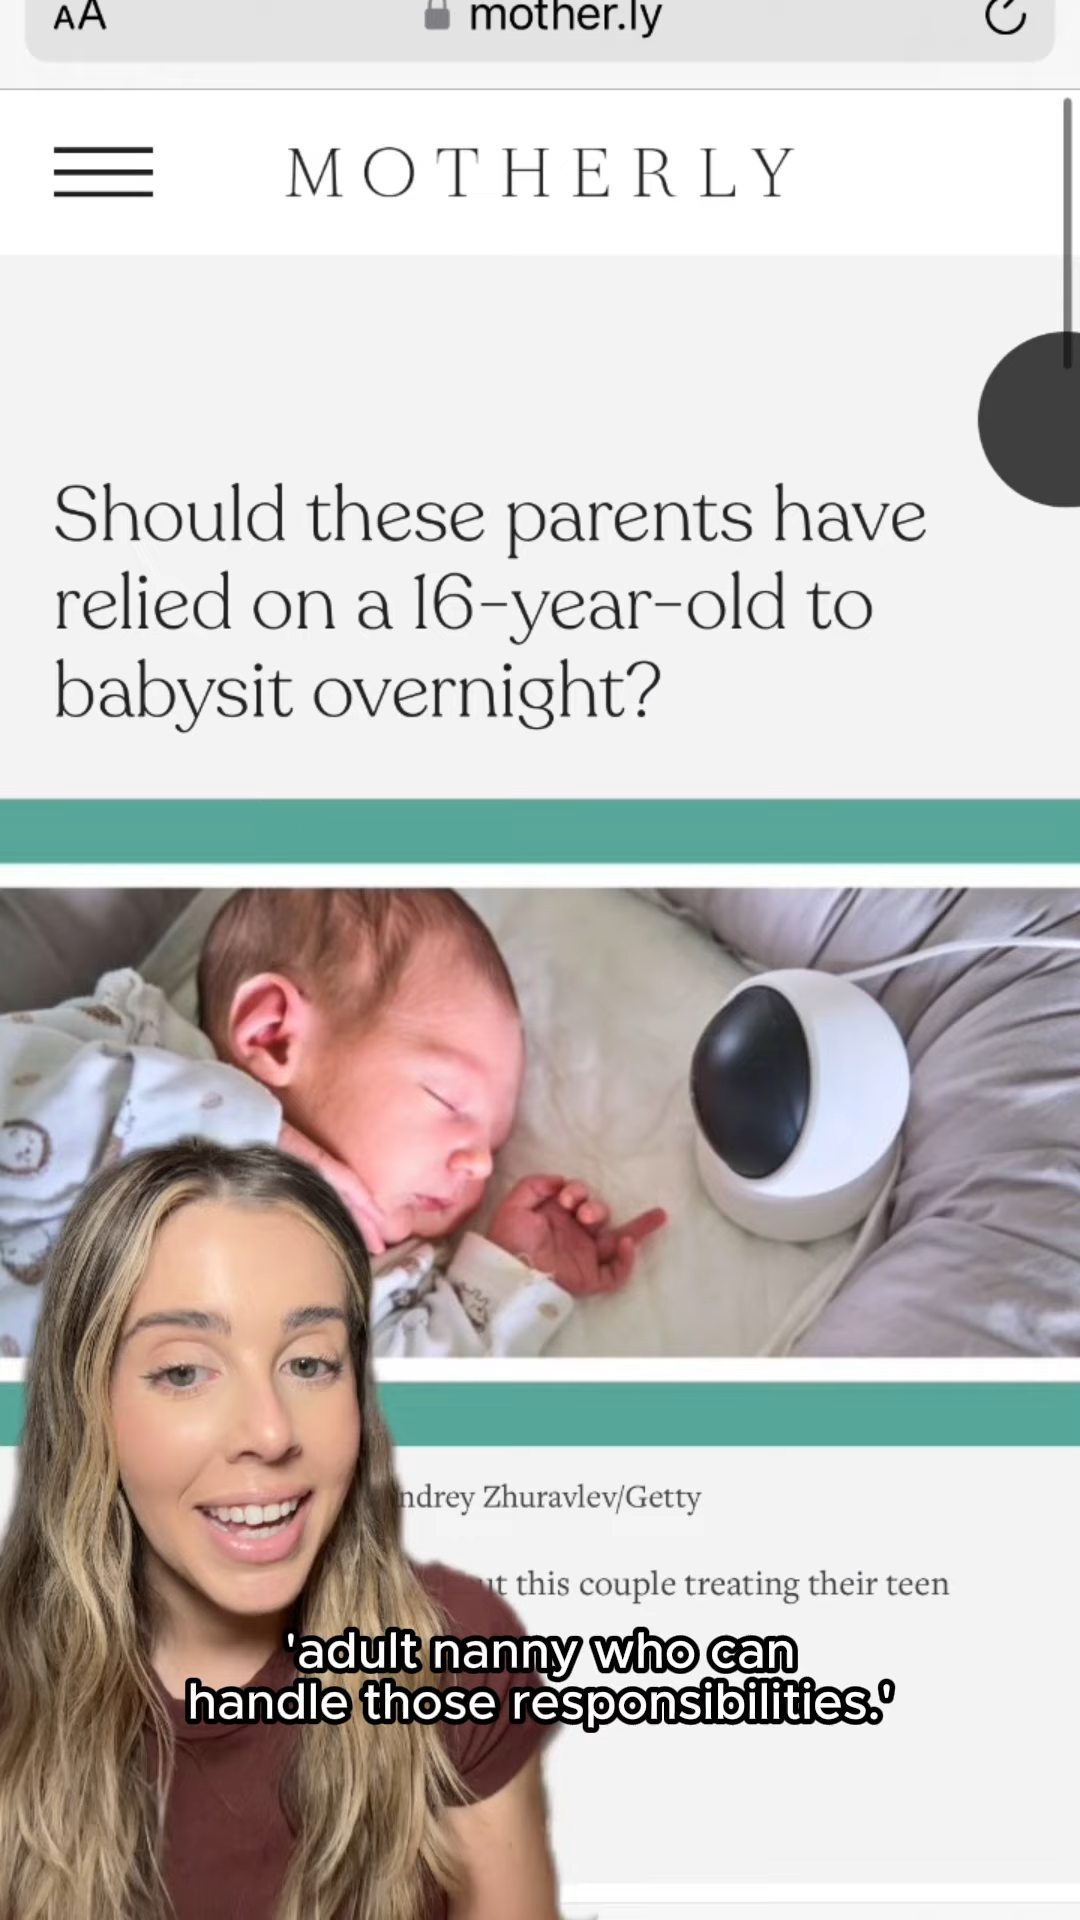 AA
mother.ly
MOTHERLY
Should these parents have
relied on a 16-year-old to
babysit overnight?
Zhuravlev/Getty
this couple treating their teen
'adult nanny who can
handle those responsibilities.'